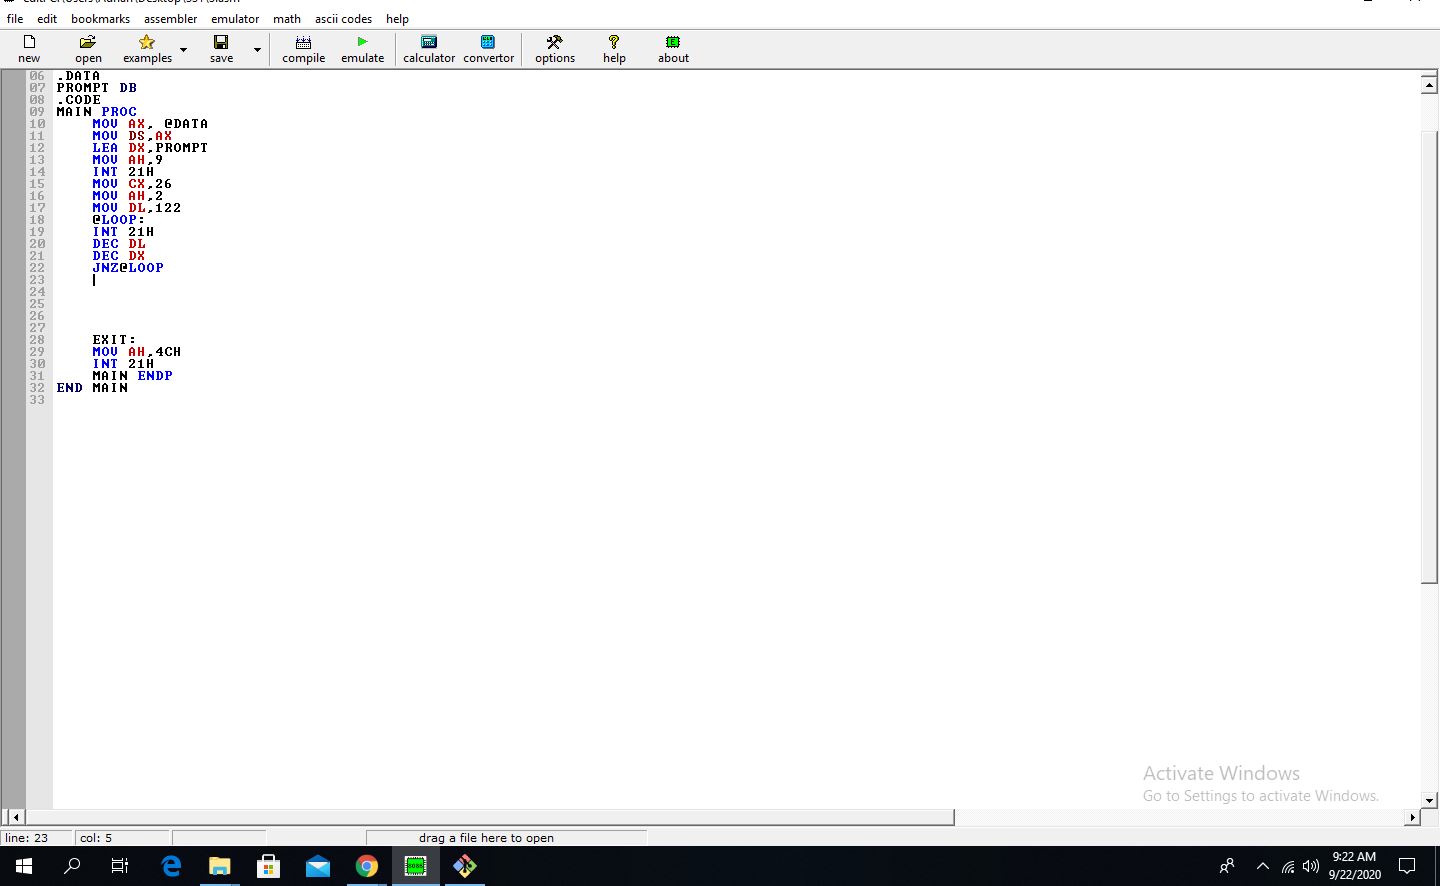 file edit bookmarks assembler emulator math ascii codes help
new open examples save compile emulate calculator convertor options help about
06 .DATA
07 PROMPT DB
08 .CODE
09 MAIN PROC
10 MOV AX, @DATA
11 MOV DS,AX
12 LEA DX,PROMPT
13 MOV AH,9
14 INT 21H
15 MOV CX,26
16 MOV AH,2
17 MOV DL,122
18 @LOOP:
19 INT 21H
20 DEC DL
21 DEC DX
22 JNZ@LOOP
23
24
25
26
27
28 EXIT:
29 MOV AH,4CH
30 INT 21H
31 MAIN ENDP
32 END MAIN
33
Activate Windows
Go to Settings to activate Windows.
line: 23 col: 5 drag a file here to open
9:22 AM
9/22/2020